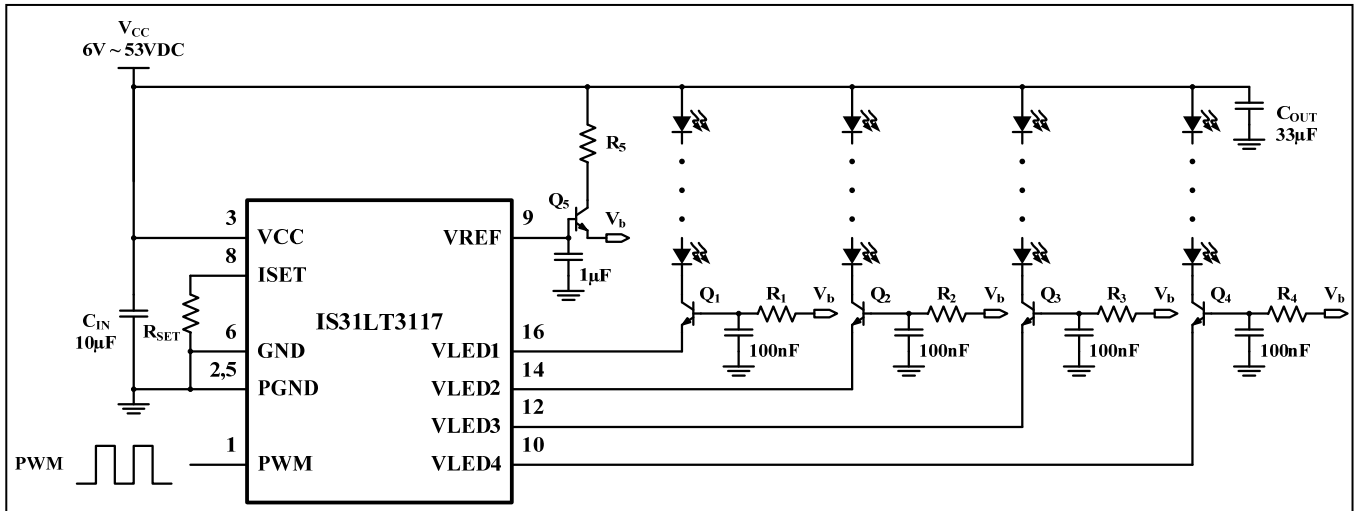 VCC
6V ~ 53VDC
COUT
33µF
R5
Q5
9
Vb
3
VCC
VREF
8
ISET
1µF
Q1
R1
Vb
Q2
R2
Vb
Q3
R3
Vb
Q4
R4
Vb
CIN
10µF
RSET
IS31LT3117
6
GND
16
VLED1
100nF
100nF
100nF
100nF
2,5
PGND
14
VLED2
12
VLED3
1
PWM
PWM
10
VLED4